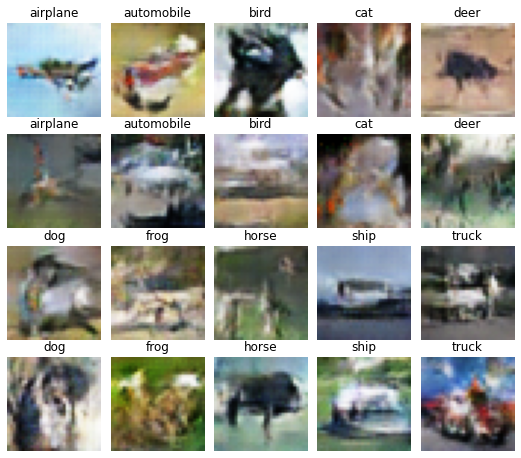 airplane automobile bird cat deer
airplane automobile bird cat deer
dog frog horse ship truck
dog frog horse ship truck